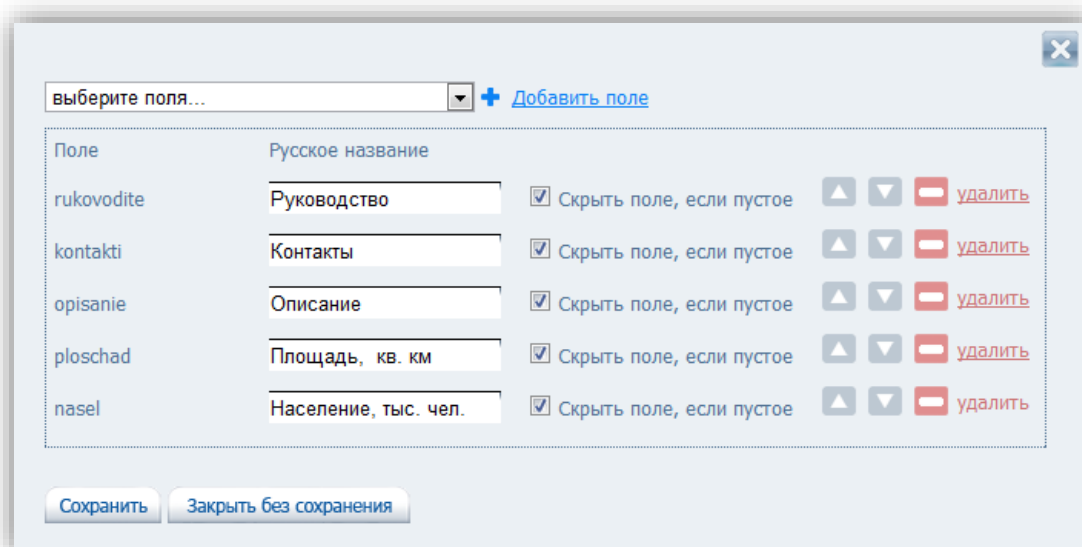 выберите поля...
Добавить поле
Поле Русское название
rukovodite Руководство Скрыть поле, если пустое удалить
kontakti Контакты Скрыть поле, если пустое удалить
opisanie Описание Скрыть поле, если пустое удалить
ploschad Площадь, кв. км Скрыть поле, если пустое удалить
nasel Население, тыс. чел. Скрыть поле, если пустое удалить
Сохранить Закрыть без сохранения